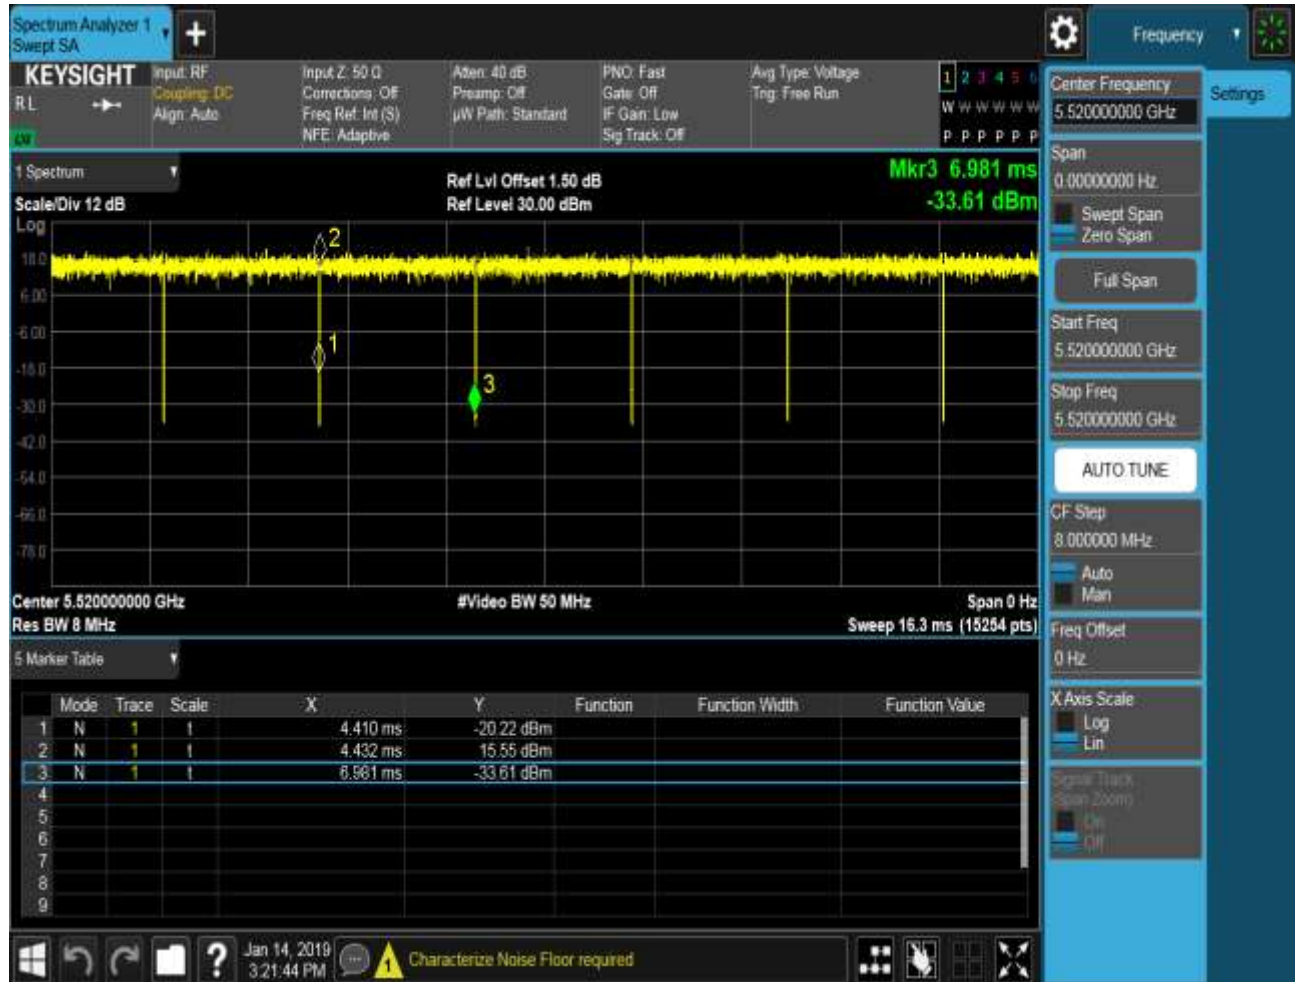 Spectrum Analyzer 1
Swept SA
Frequency
KEYSIGHT
R L
Input: RF
Coupling: DC
Align: Auto
Input Z: 50 Ω
Corrections: Off
Freq Ref: Int (S)
NFE: Adaptive
Atten: 40 dB
Preamp: Off
µW Path: Standard
PNO: Fast
Gate: Off
IF Gain: Low
Sig Track: Off
Avg Type: Voltage
Trig: Free Run
1 2 3 4 5 6
W W W W W W
P P P P P P
1 Spectrum
Scale/Div 12 dB
Log
Ref Lvl Offset 1.50 dB
Ref Level 30.00 dBm
Mkr3 6.981 ms
-33.61 dBm
18.0
6.00
-6.00
-18.0
-30.0
-42.0
-54.0
-66.0
-78.0
2
1
3
Center 5.520000000 GHz
Res BW 8 MHz
#Video BW 50 MHz
Span 0 Hz
Sweep 16.3 ms (15254 pts)
5 Marker Table
Mode Trace Scale X Y Function Function Width Function Value
1 N 1 t 4.410 ms -20.22 dBm
2 N 1 t 4.432 ms 15.55 dBm
3 N 1 t 6.981 ms -33.61 dBm
4
5
6
7
8
9
Jan 14, 2019
3:21:44 PM
Characterize Noise Floor required
Center Frequency
5.520000000 GHz
Settings
Span
0.00000000 Hz
Swept Span
Zero Span
Full Span
Start Freq
5.520000000 GHz
Stop Freq
5.520000000 GHz
AUTO TUNE
CF Step
8.000000 MHz
Auto
Man
Freq Offset
0 Hz
X Axis Scale
Log
Lin
Signal Track
(Span Zoom)
On
Off